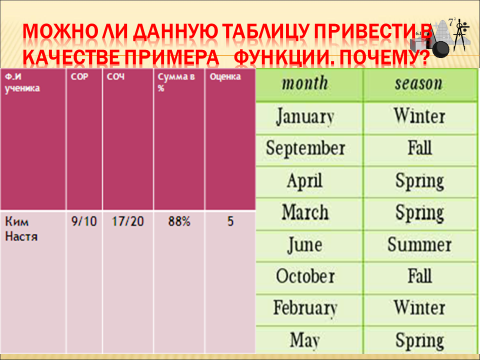 МОЖНО ЛИ ДАННУЮ ТАБЛИЦУ ПРИВЕСТИ В
КАЧЕСТВЕ ПРИМЕРА ФУНКЦИИ. ПОЧЕМУ?
Ф.И ученика СОР СОЧ Сумма в % Оценка
Ким Настя 9/10 17/20 88% 5
month season
January Winter
September Fall
April Spring
March Spring
June Summer
October Fall
February Winter
May Spring